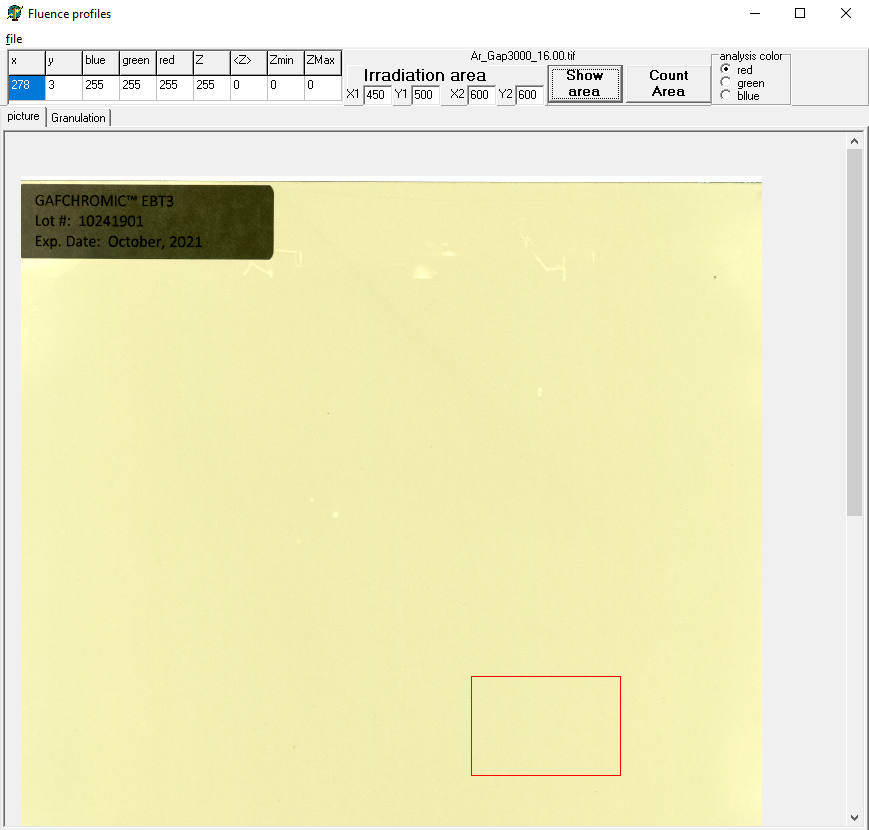 Fluence profiles
file
x y blue green red Z <Z> Zmin ZMax
278 3 255 255 255 255 0 0 0
Ar_Gap3000_16.00.tif
Irradiation area
X1 450 Y1 500 X2 600 Y2 600
Show area
Count Area
analysis color
red
green
bllue
picture Granulation
GAFCHROMIC™ EBT3
Lot #: 10241901
Exp. Date: October, 2021